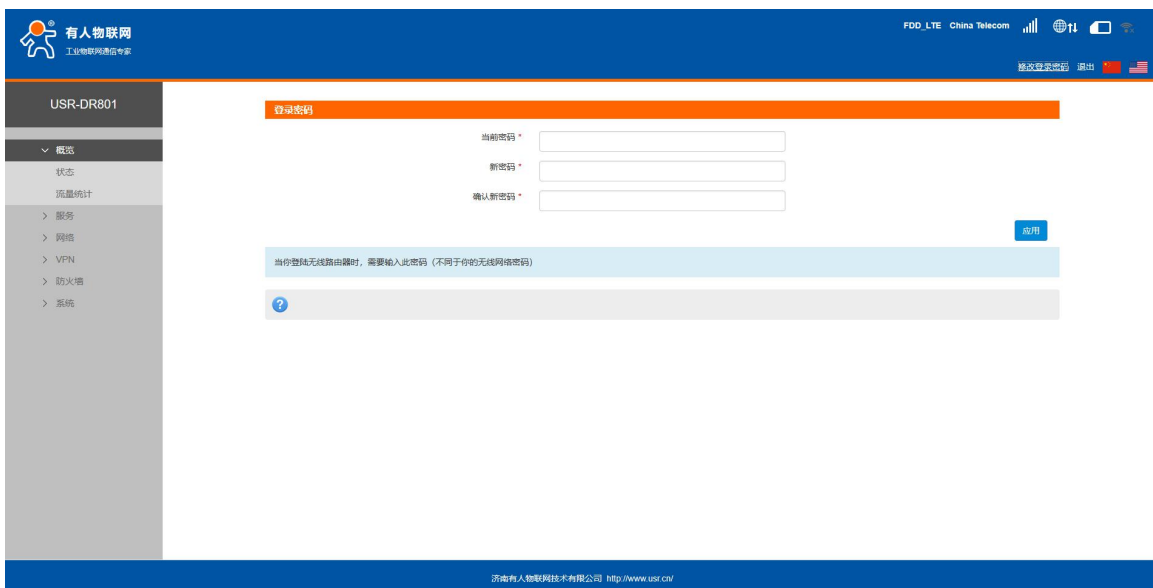 有人物联网
工业物联网通信专家
FDD_LTE China Telecom
修改登录密码 退出
USR-DR801
概览
状态
流量统计
服务
网络
VPN
防火墙
系统
登录密码
当前密码 *
新密码 *
确认新密码 *
应用
当你登陆无线路由器时，需要输入此密码（不同于你的无线网络密码）
济南有人物联网技术有限公司 http://www.usr.cn/